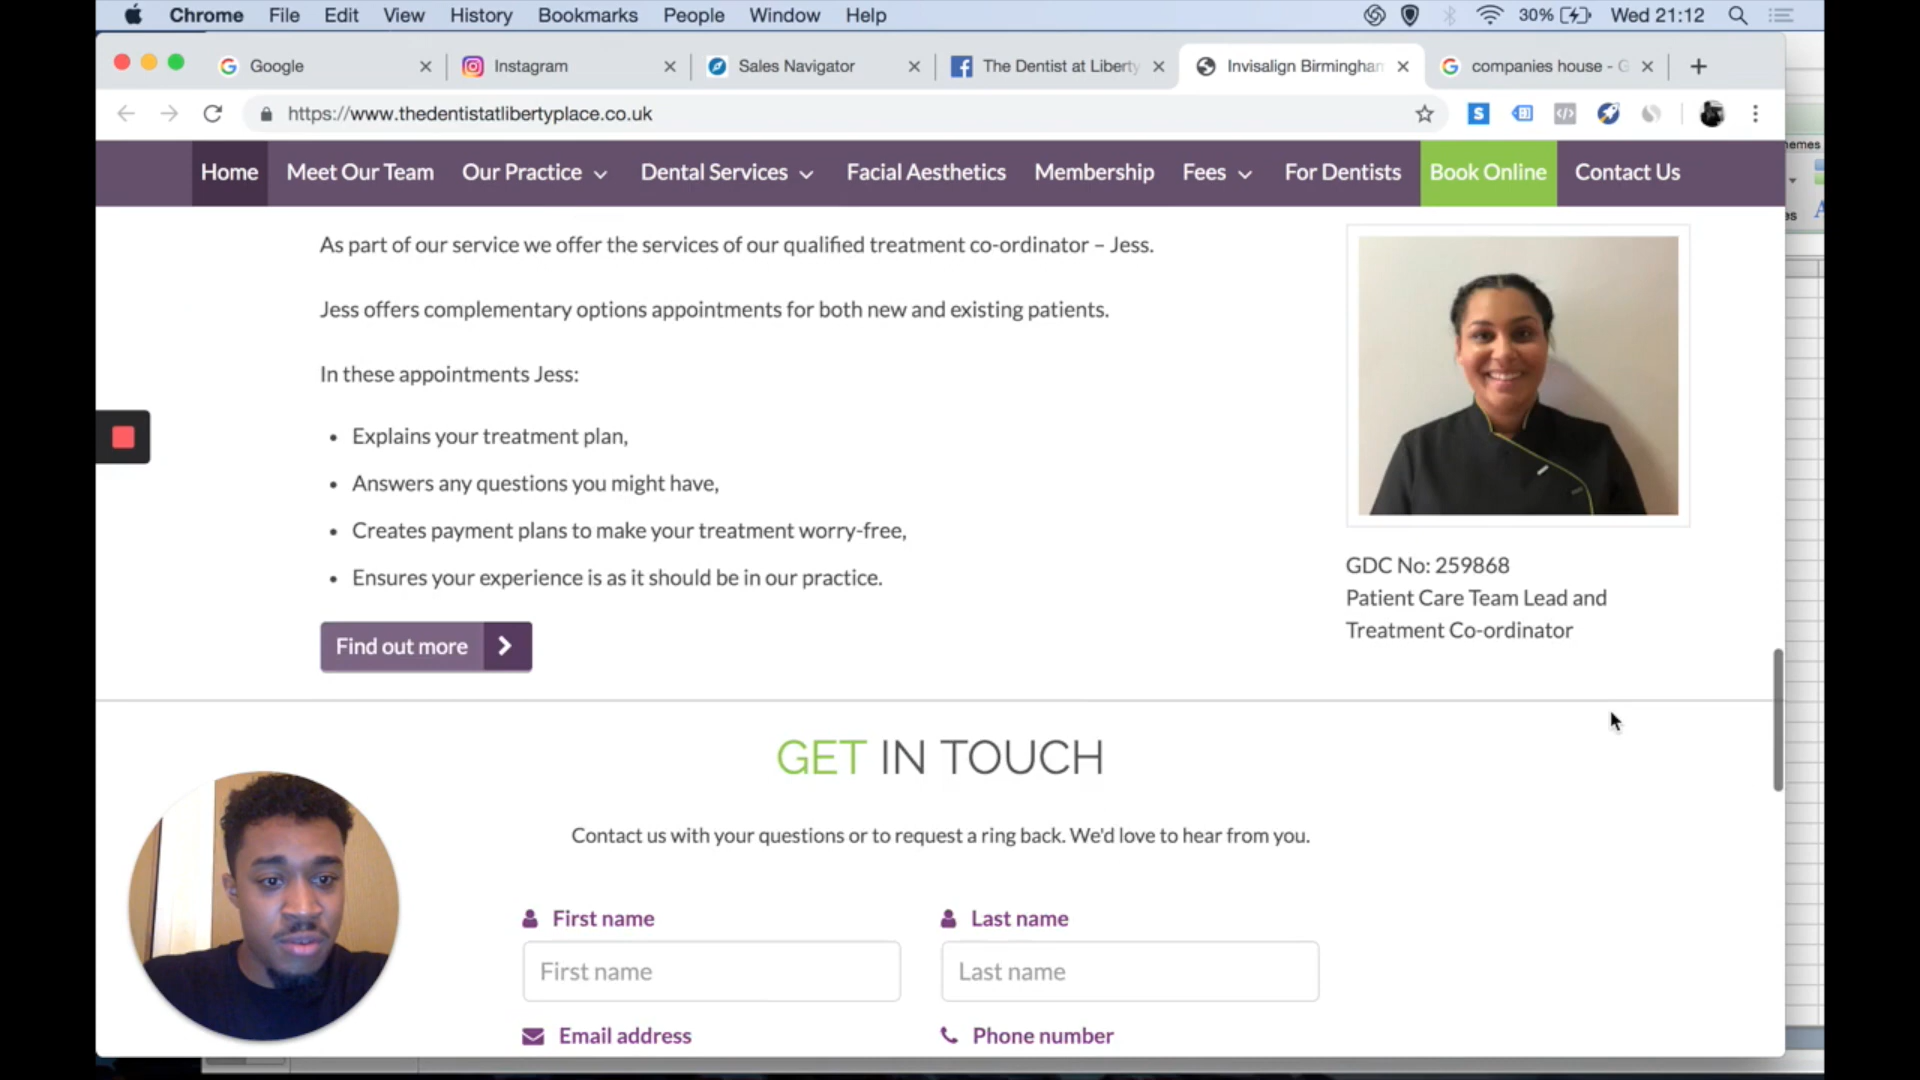 Chrome File Edit View History Bookmarks People Window Help 30% Wed 21:12
Google Instagram Sales Navigator The Dentist at Liberty Invisalign Birmingham companies house - G
https://www.thedentistatlibertyplace.co.uk
Home Meet Our Team Our Practice Dental Services Facial Aesthetics Membership Fees For Dentists Book Online Contact Us
As part of our service we offer the services of our qualified treatment co-ordinator – Jess.
Jess offers complementary options appointments for both new and existing patients.
In these appointments Jess:
• Explains your treatment plan,
• Answers any questions you might have,
• Creates payment plans to make your treatment worry-free,
• Ensures your experience is as it should be in our practice.
Find out more
GDC No: 259868
Patient Care Team Lead and
Treatment Co-ordinator
GET IN TOUCH
Contact us with your questions or to request a ring back. We'd love to hear from you.
First name Last name
First name Last name
Email address Phone number